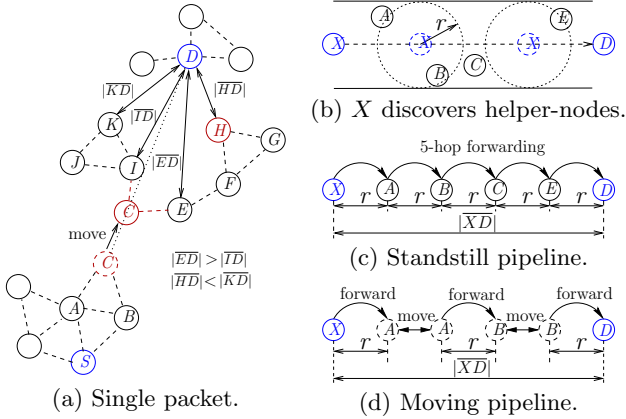 D
|KD|
|ID|
|HD|
K
H
G
J
I
|ED|
F
C
E
move
C
|ED|>|ID|
|HD|<|KD|
A
B
S
(a) Single packet.
A
E
r
X
X
X
D
B
C
(b) X discovers helper-nodes.
5-hop forwarding
X
A
B
C
E
D
r
r
r
r
r
|XD|
(c) Standstill pipeline.
forward
forward
forward
move
move
X
A
A
B
B
D
r
r
r
|XD|
(d) Moving pipeline.